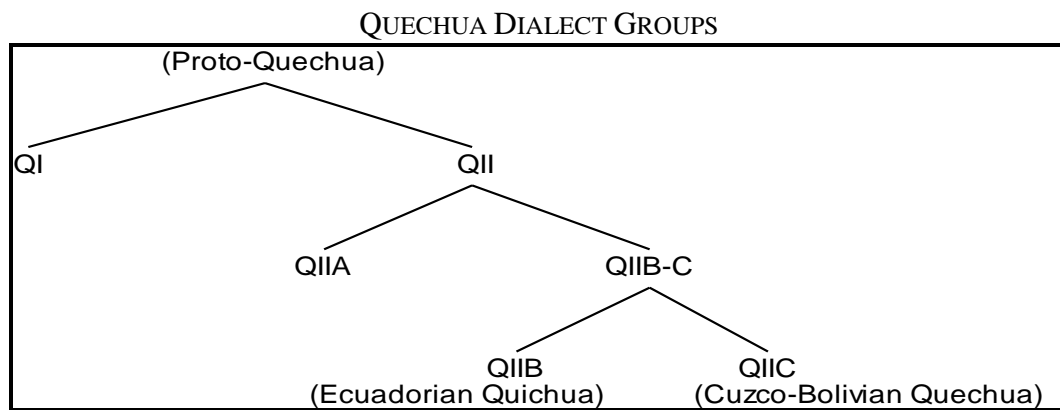 QUECHUA DIALECT GROUPS
(Proto-Quechua)
QI QII
QIIA QIIB-C
QIIB QIIC
(Ecuadorian Quichua) (Cuzco-Bolivian Quechua)